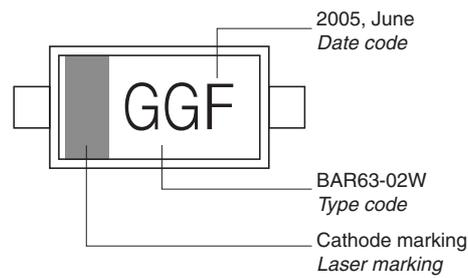 2005, June
Date code
GGF
BAR63-02W
Type code
Cathode marking
Laser marking